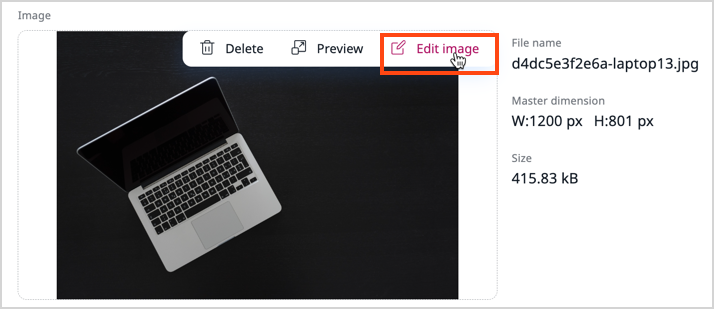 Image
Delete Preview Edit image
File name
d4dc5e3f2e6a-laptop13.jpg
Master dimension
W:1200 px H:801 px
Size
415.83 kB